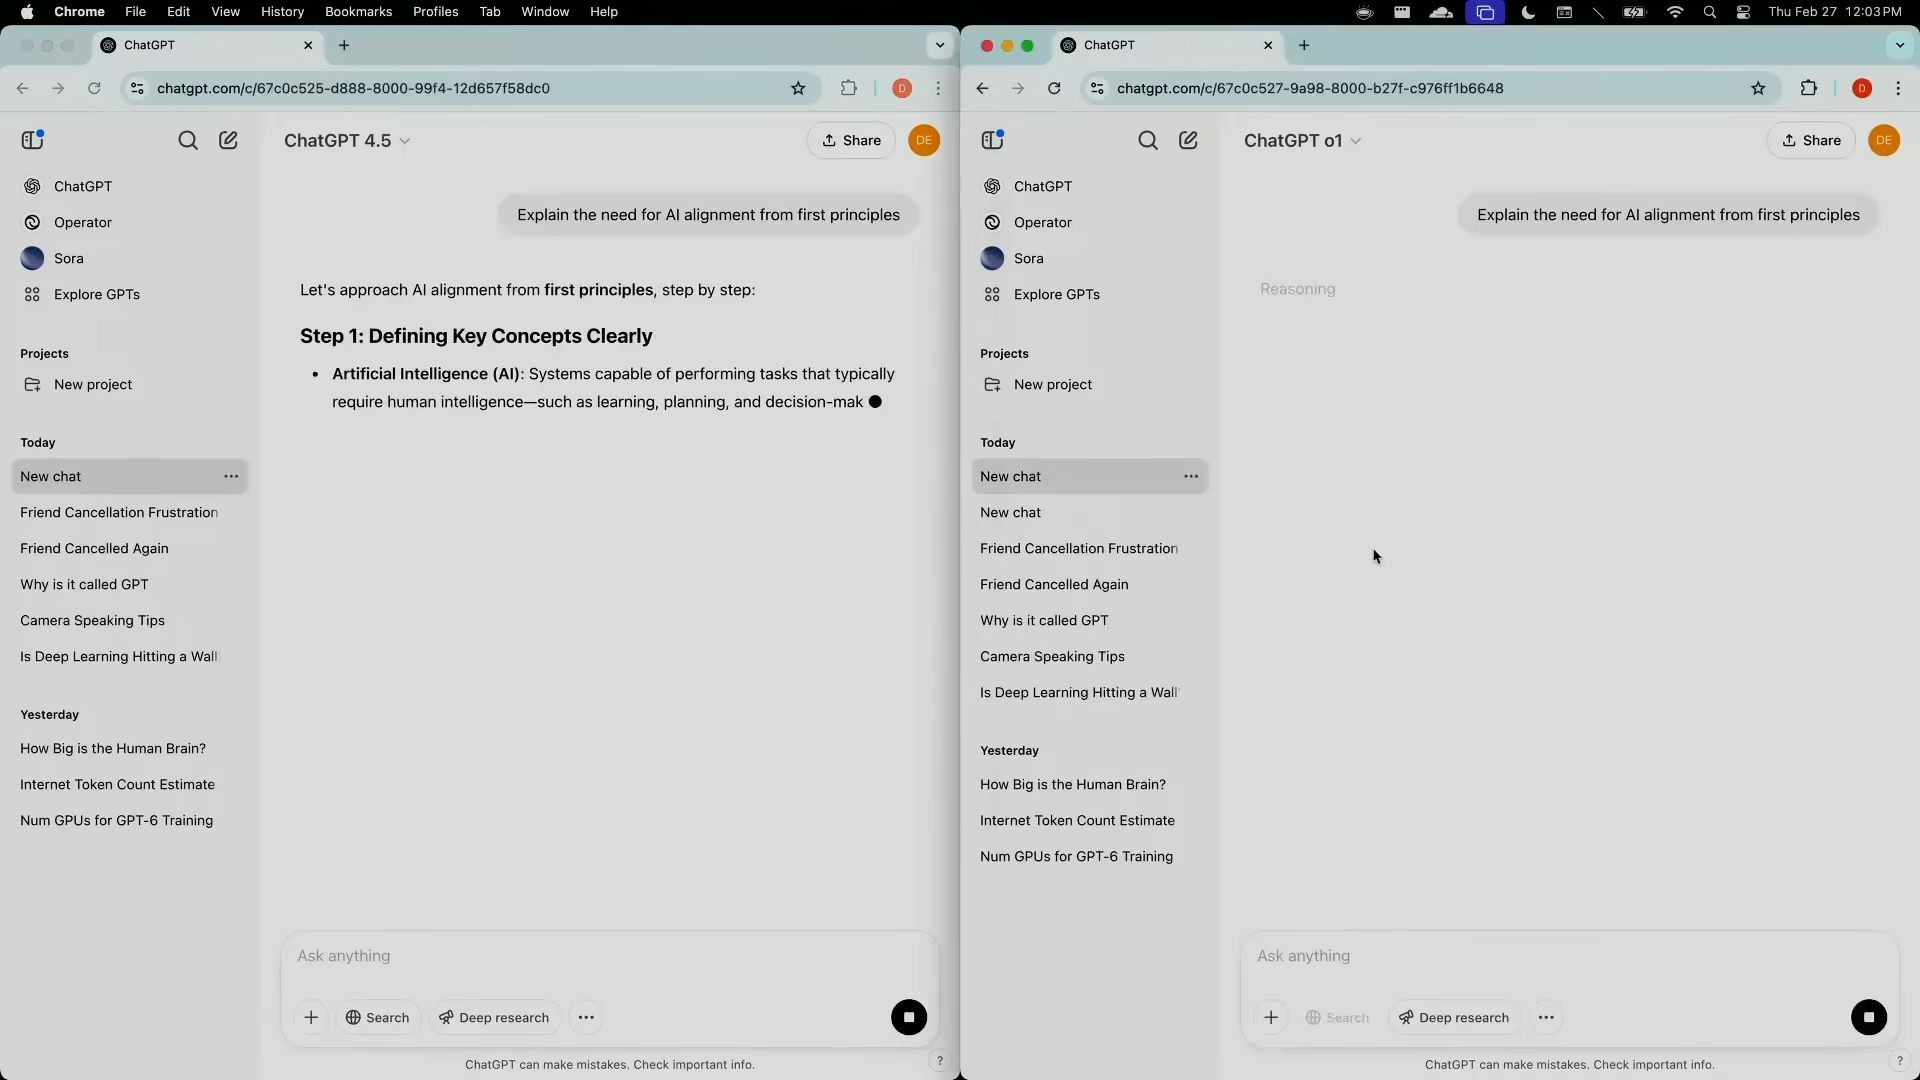 Chrome File Edit View History Bookmarks Profiles Tab Window Help
Thu Feb 27 12:03 PM
ChatGPT
chatgpt.com/c/67c0c525-d888-8000-99f4-12d657f58dc0
D
ChatGPT 4.5
Share
DE
ChatGPT
Operator
Sora
Explore GPTs
Projects
New project
Today
New chat
Friend Cancellation Frustration
Friend Cancelled Again
Why is it called GPT
Camera Speaking Tips
Is Deep Learning Hitting a Wall
Yesterday
How Big is the Human Brain?
Internet Token Count Estimate
Num GPUs for GPT-6 Training
Explain the need for AI alignment from first principles
Let's approach AI alignment from first principles, step by step:
Step 1: Defining Key Concepts Clearly
• Artificial Intelligence (AI): Systems capable of performing tasks that typically
require human intelligence—such as learning, planning, and decision-mak
Ask anything
Search
Deep research
ChatGPT can make mistakes. Check important info.
?
ChatGPT
chatgpt.com/c/67c0c527-9a98-8000-b27f-c976ff1b6648
D
ChatGPT o1
Share
DE
ChatGPT
Operator
Sora
Explore GPTs
Projects
New project
Today
New chat
New chat
Friend Cancellation Frustration
Friend Cancelled Again
Why is it called GPT
Camera Speaking Tips
Is Deep Learning Hitting a Wall
Yesterday
How Big is the Human Brain?
Internet Token Count Estimate
Num GPUs for GPT-6 Training
Explain the need for AI alignment from first principles
Reasoning
Ask anything
Search
Deep research
ChatGPT can make mistakes. Check important info.
?